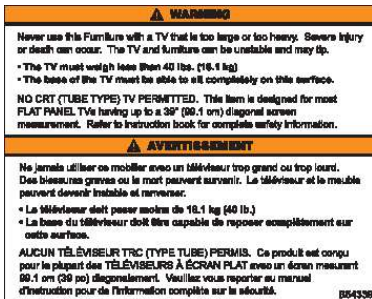 WARNING
Never use this Furniture with a TV that is too large or too heavy. Severe injury
or death can occur. The TV and furniture can be unstable and may tip.
• The TV must weigh less than 40 lbs. (18.1 kg)
• The base of the TV must be able to sit completely on this surface.
NO CRT (TUBE TYPE) TV PERMITTED. This item is designed for most
FLAT PANEL TVs having up to a 39" (99.1 cm) diagonal screen
measurement. Refer to instruction book for complete safety information.
AVERTISSEMENT
Ne jamais utiliser ce mobilier avec un téléviseur trop grand ou trop lourd.
Des blessures graves ou la mort peuvent survenir. Le téléviseur et le meuble
peuvent devenir instable et renverser.
• Le téléviseur doit peser moins de 18.1 kg (40 lb.)
• La base du téléviseur doit être capable de reposer complètement sur
cette surface.
AUCUN TÉLÉVISEUR TRC (TYPE TUBE) PERMIS. Ce produit est conçu
pour le plupart des TÉLÉVISEURS À ÉCRAN PLAT avec un écran mesurant
99.1 cm (39 po) diagonalement. Veuillez vous reporter au manuel
d'instruction pour de l'information complète sur la sécurité.
B54339